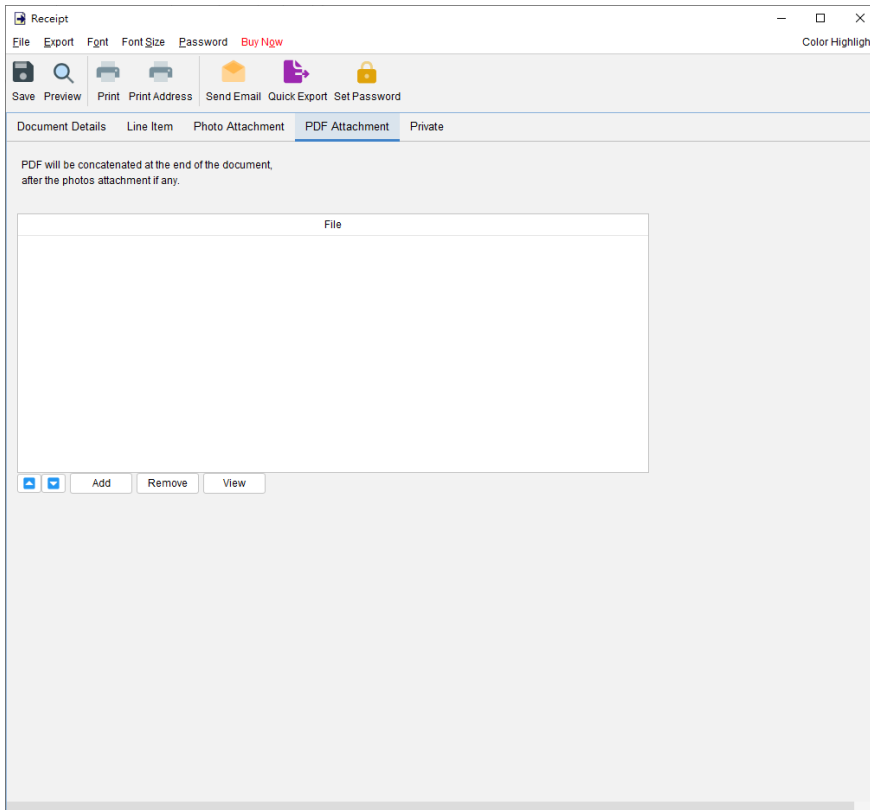 Receipt
File Export Font Font Size Password Buy Now Color Highligh
Save Preview Print Print Address Send Email Quick Export Set Password
Document Details Line Item Photo Attachment PDF Attachment Private
PDF will be concatenated at the end of the document,
after the photos attachment if any.
File
Add Remove View